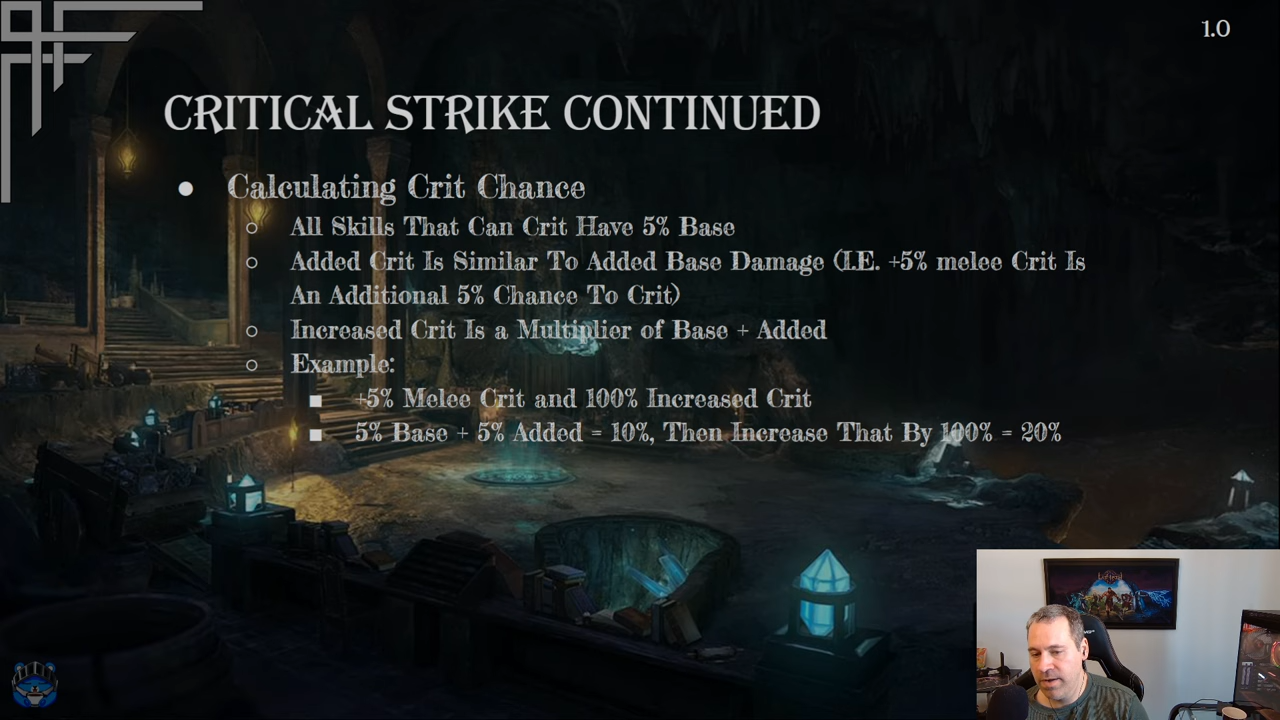 1.0
CRITICAL STRIKE CONTINUED
● Calculating Crit Chance
○ All Skills That Can Crit Have 5% Base
○ Added Crit Is Similar To Added Base Damage (I.E. +5% melee Crit Is
An Additional 5% Chance To Crit)
○ Increased Crit Is a Multiplier of Base + Added
○ Example:
■ +5% Melee Crit and 100% Increased Crit
■ 5% Base + 5% Added = 10%, Then Increase That By 100% = 20%